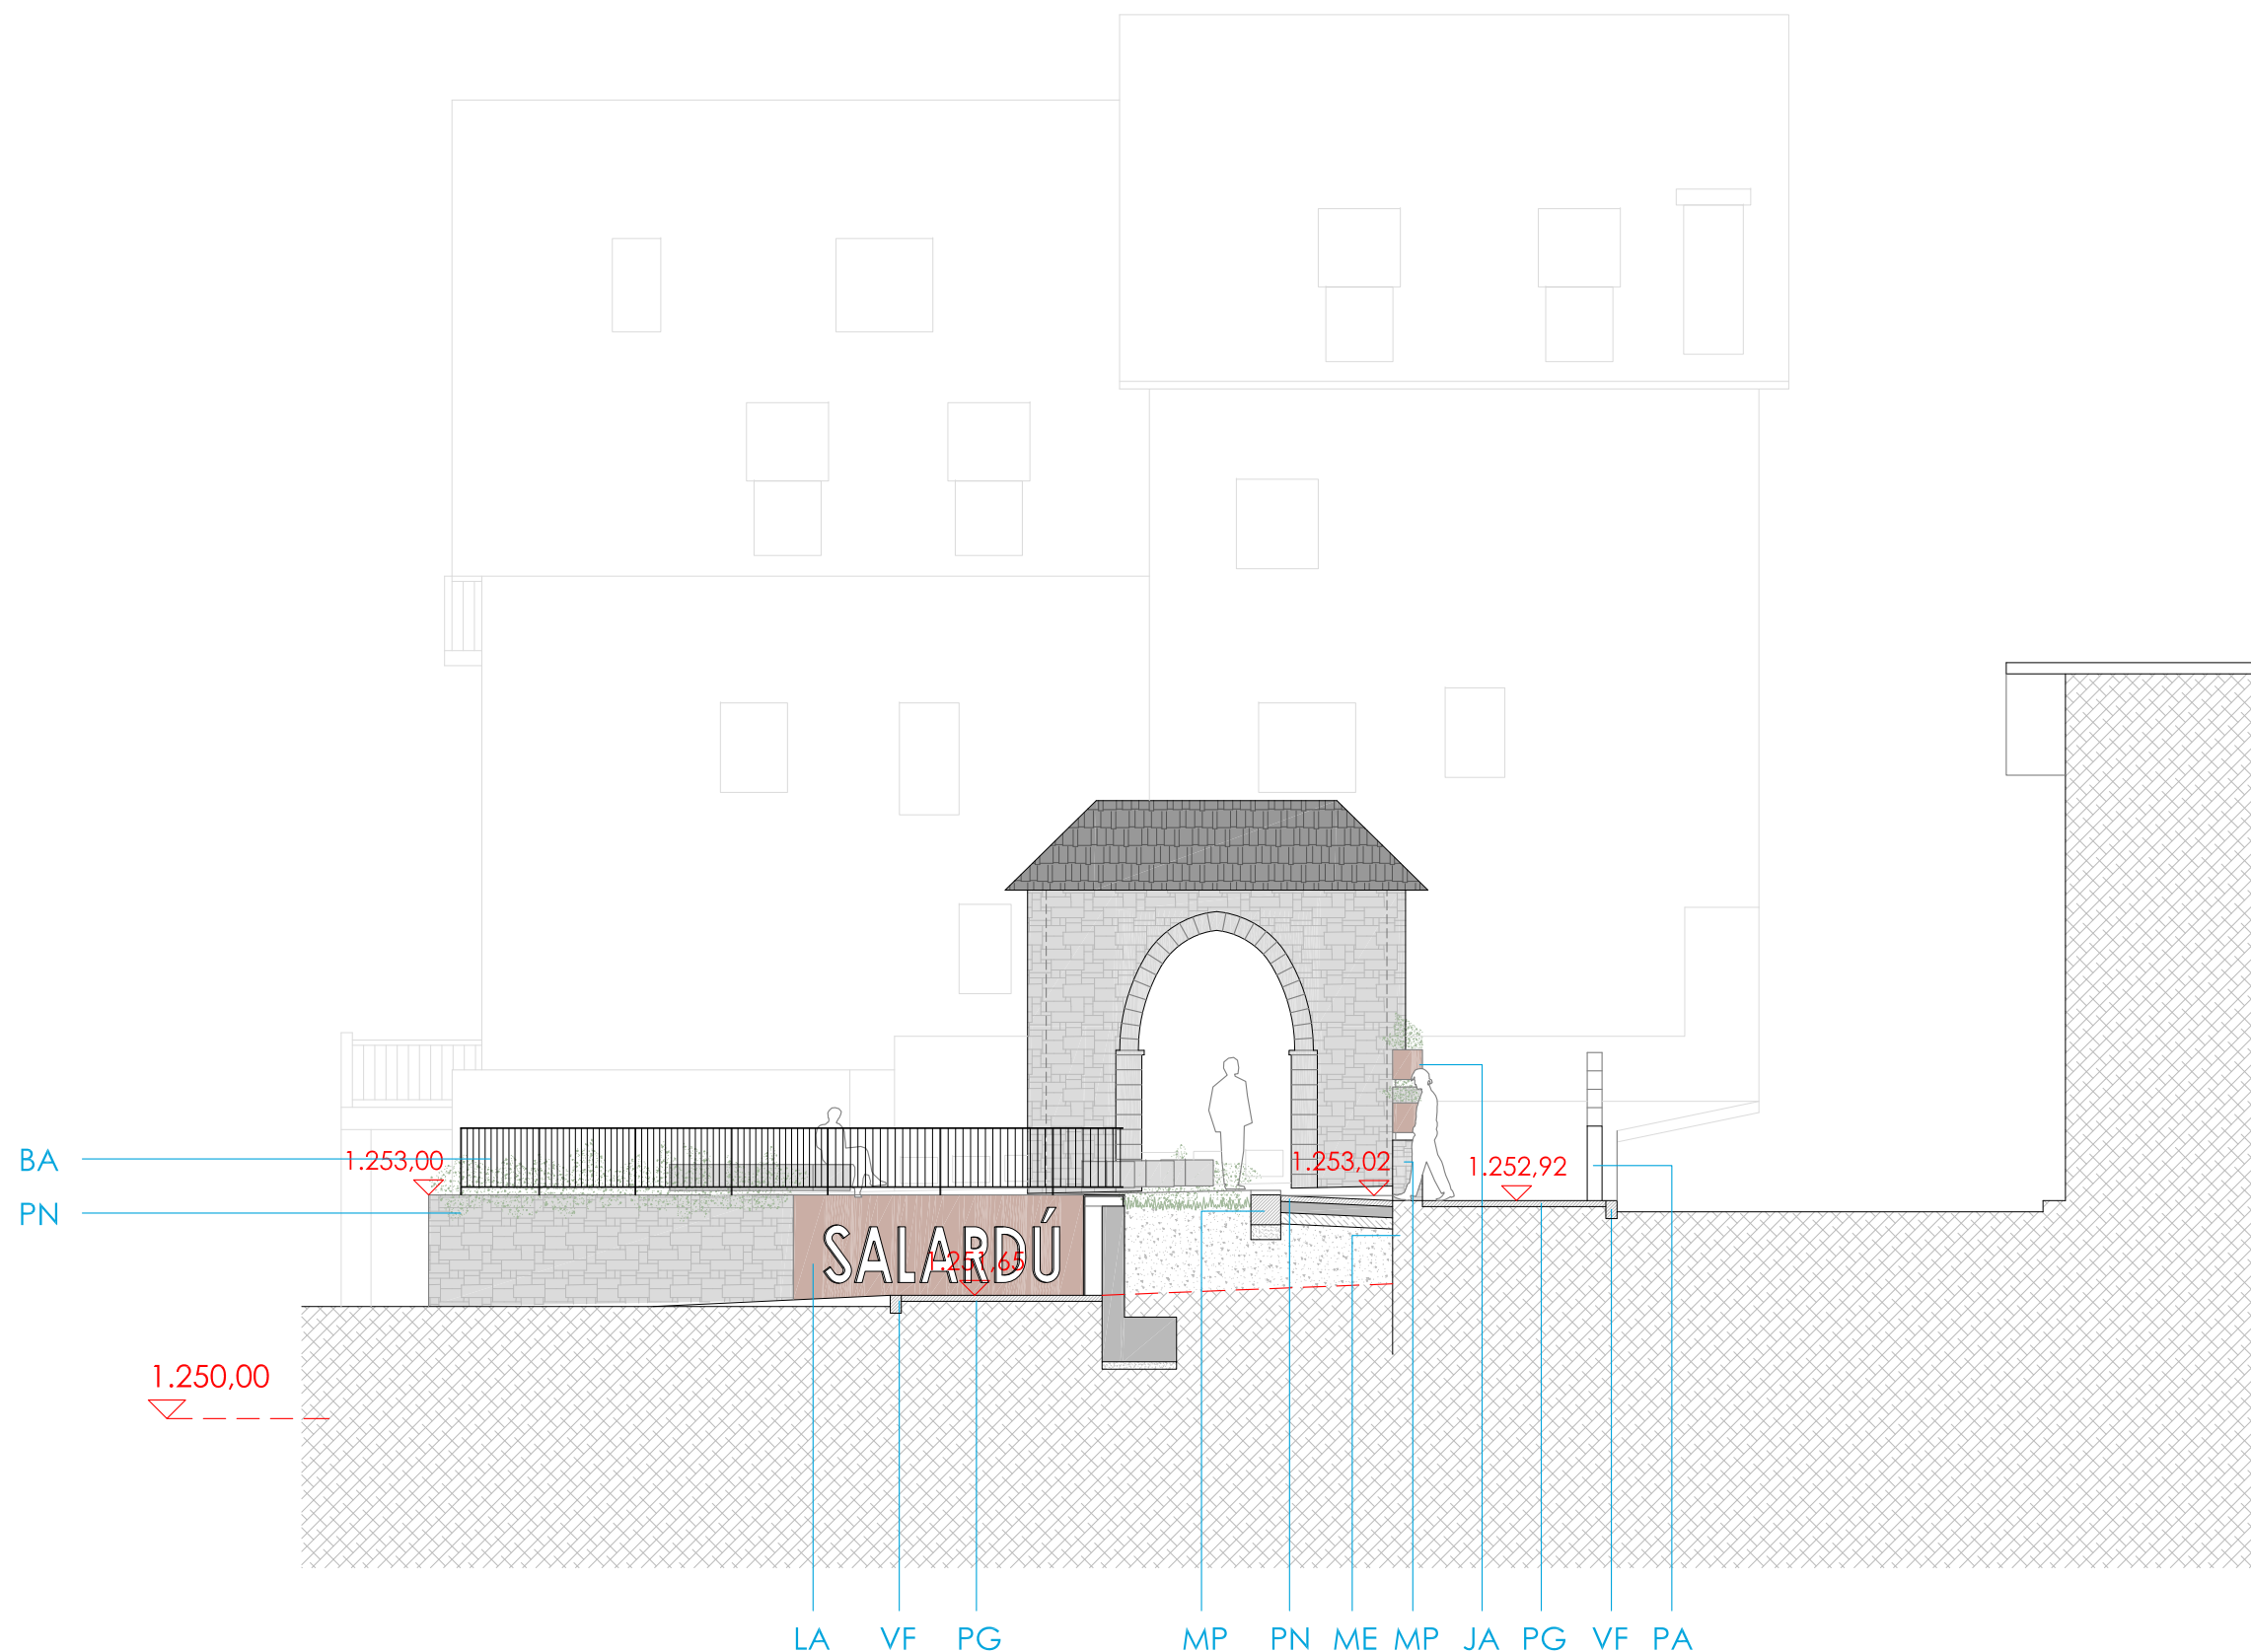 BA
1.253,00
1.253,02
1.252,92
PN
SALARDÚ
1.251,65
1.250,00
LA VF PG MP PN ME MP JA PG VF PA